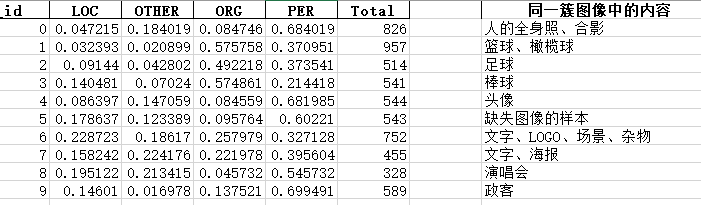 _id LOC OTHER ORG PER Total 同一簇图像中的内容
0 0.047215 0.184019 0.084746 0.684019 826 人的全身照、合影
1 0.032393 0.020899 0.575758 0.370951 957 篮球、橄榄球
2 0.09144 0.042802 0.492218 0.373541 514 足球
3 0.140481 0.07024 0.574861 0.214418 541 棒球
4 0.086397 0.147059 0.084559 0.681985 544 头像
5 0.178637 0.123389 0.095764 0.60221 543 缺失图像的样本
6 0.228723 0.18617 0.257979 0.327128 752 文字、LOGO、场景、杂物
7 0.158242 0.224176 0.221978 0.395604 455 文字、海报
8 0.195122 0.213415 0.045732 0.545732 328 演唱会
9 0.14601 0.016978 0.137521 0.699491 589 政客